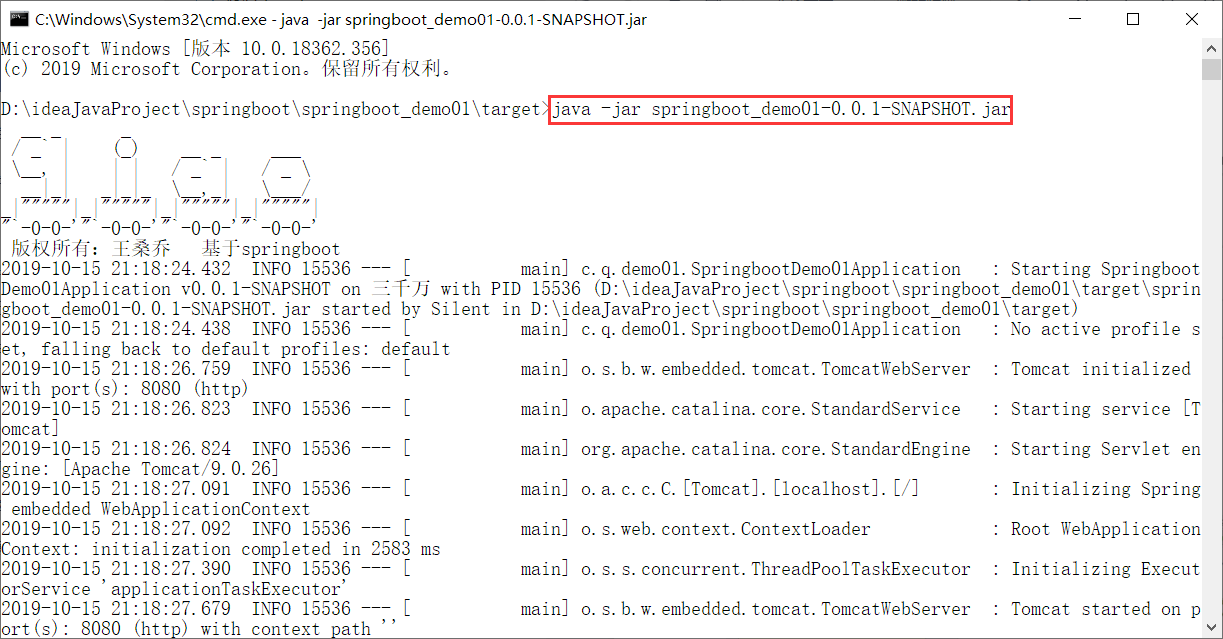 C:\Windows\System32\cmd.exe - java  -jar springboot_demo01-0.0.1-SNAPSHOT.jar
Microsoft Windows [版本 10.0.18362.356]
(c) 2019 Microsoft Corporation。保留所有权利。
D:\ideaJavaProject\springboot\springboot_demo01\target>java -jar springboot_demo01-0.0.1-SNAPSHOT.jar
版权所有：王桑乔   基于springboot
2019-10-15 21:18:24.432  INFO 15536 --- [           main] c.q.demo01.SpringbootDemo01Application   : Starting Springboot
Demo01Application v0.0.1-SNAPSHOT on 三千万 with PID 15536 (D:\ideaJavaProject\springboot\springboot_demo01\target\sprin
gboot_demo01-0.0.1-SNAPSHOT.jar started by Silent in D:\ideaJavaProject\springboot\springboot_demo01\target)
2019-10-15 21:18:24.438  INFO 15536 --- [           main] c.q.demo01.SpringbootDemo01Application   : No active profile s
et, falling back to default profiles: default
2019-10-15 21:18:26.759  INFO 15536 --- [           main] o.s.b.w.embedded.tomcat.TomcatWebServer  : Tomcat initialized
with port(s): 8080 (http)
2019-10-15 21:18:26.823  INFO 15536 --- [           main] o.apache.catalina.core.StandardService   : Starting service [T
omcat]
2019-10-15 21:18:26.824  INFO 15536 --- [           main] org.apache.catalina.core.StandardEngine  : Starting Servlet en
gine: [Apache Tomcat/9.0.26]
2019-10-15 21:18:27.091  INFO 15536 --- [           main] o.a.c.c.C.[Tomcat].[localhost].[/]       : Initializing Spring
 embedded WebApplicationContext
2019-10-15 21:18:27.092  INFO 15536 --- [           main] o.s.web.context.ContextLoader            : Root WebApplication
Context: initialization completed in 2583 ms
2019-10-15 21:18:27.390  INFO 15536 --- [           main] o.s.s.concurrent.ThreadPoolTaskExecutor  : Initializing Execut
orService 'applicationTaskExecutor'
2019-10-15 21:18:27.679  INFO 15536 --- [           main] o.s.b.w.embedded.tomcat.TomcatWebServer  : Tomcat started on p
ort(s): 8080 (http) with context path ''